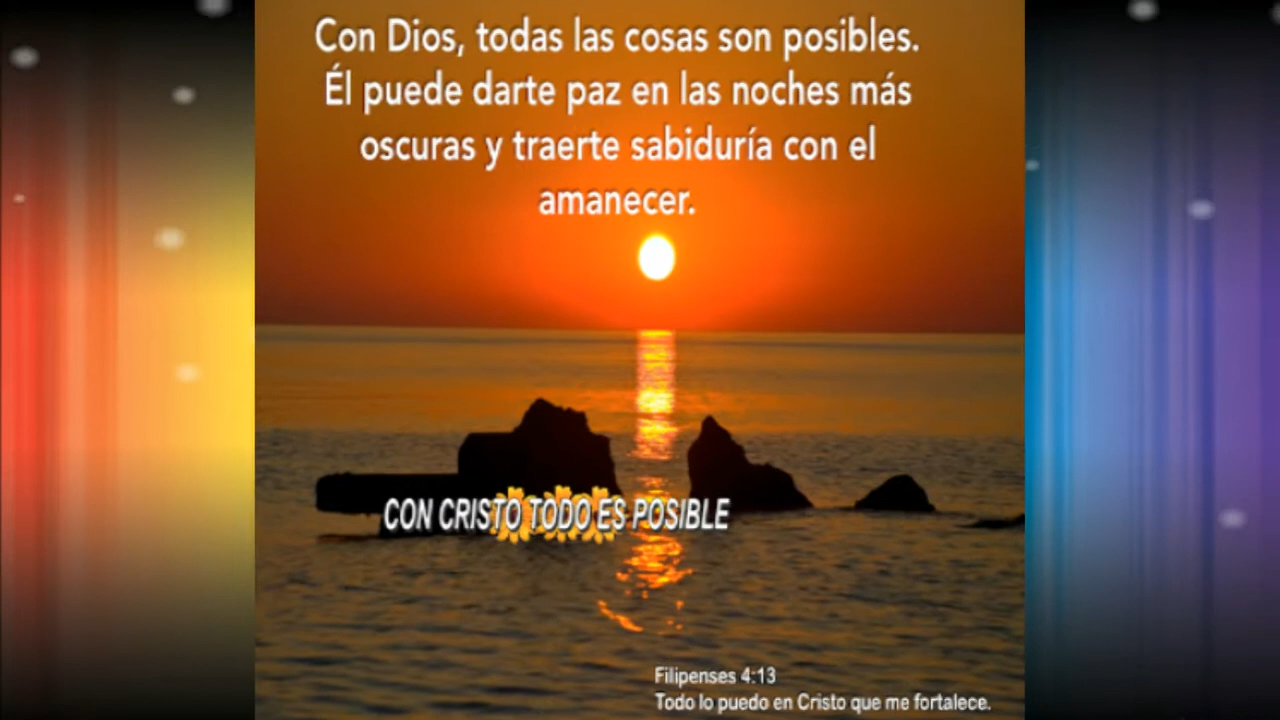 Con Dios, todas las cosas son posibles.
Él puede darte paz en las noches más
oscuras y traerte sabiduría con el
amanecer.
CON CRISTO TODO ES POSIBLE
Filipenses 4:13
Todo lo puedo en Cristo que me fortalece.